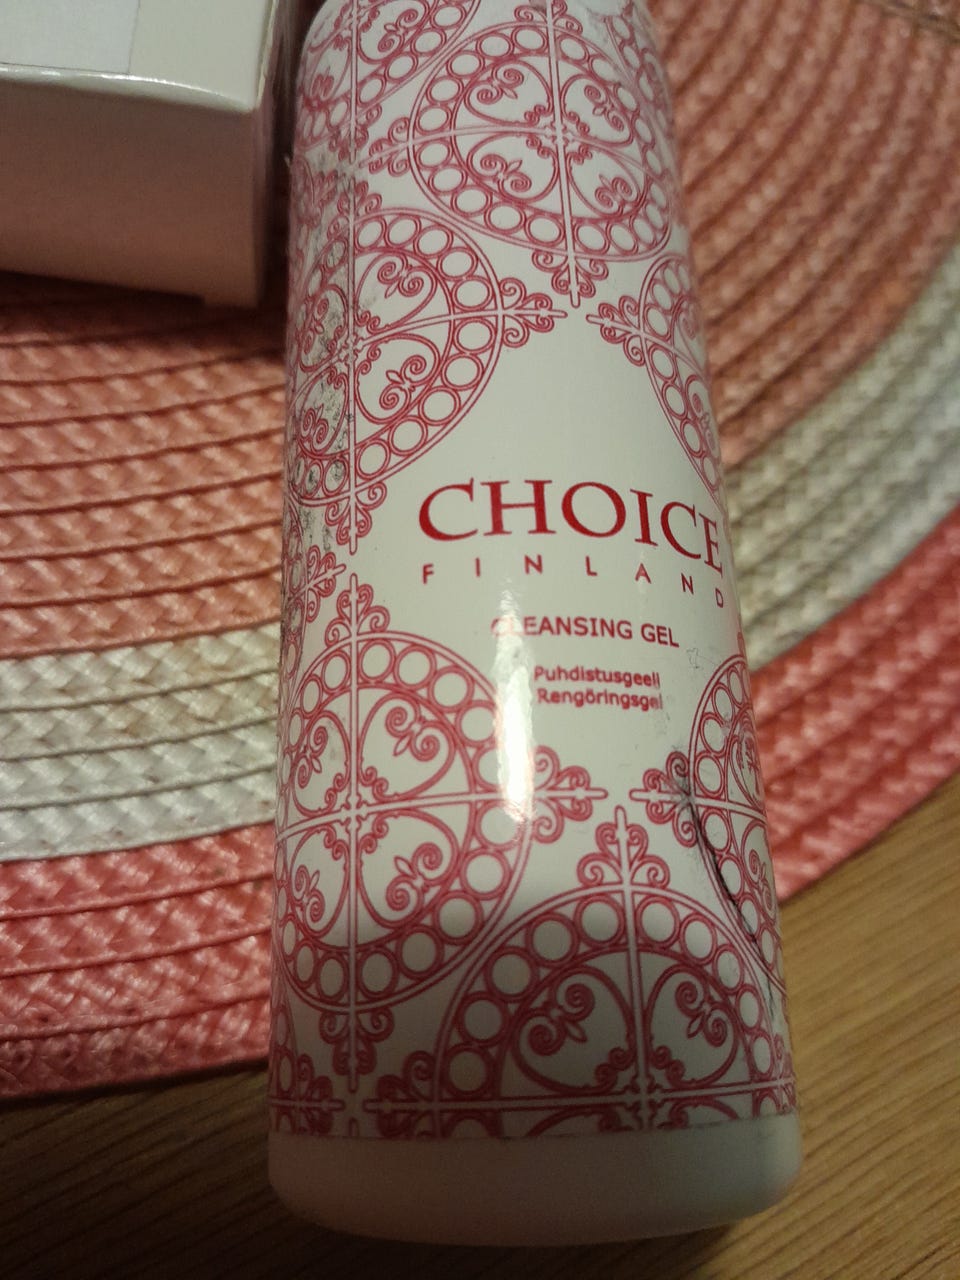 CHOICE
FINLAND
CLEANSING GEL
Puhdistusgeeli
Rengöringsgel